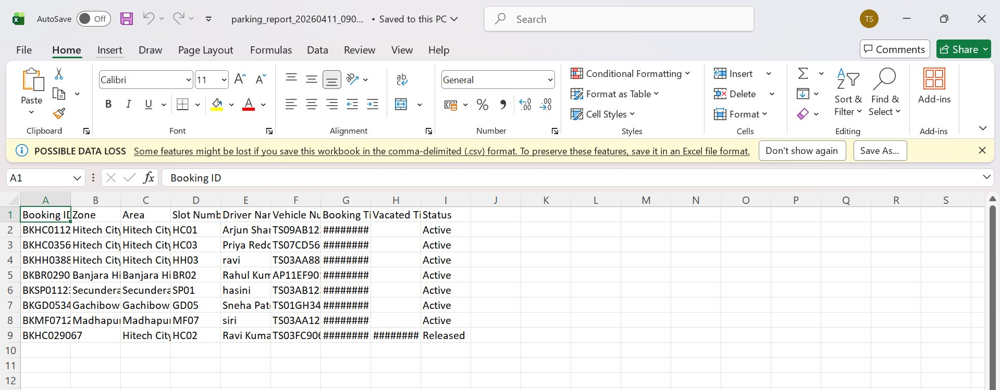 AutoSave Off parking_report_20260411_090... • Saved to this PC Search TS
File Home Insert Draw Page Layout Formulas Data Review View Help Comments Share
Paste
Clipboard
Calibri 11
B I U A
Font
ab
Alignment
General
% .00 .00
Number
Conditional Formatting
Format as Table
Cell Styles
Styles
Insert
Delete
Format
Cells
Sort & Filter
Find & Select
Editing
Add-ins
Add-ins
POSSIBLE DATA LOSS Some features might be lost if you save this workbook in the comma-delimited (.csv) format. To preserve these features, save it in an Excel file format. Don't show again Save As...
A1 fx Booking ID
A B C D E F G H I J K L M N O P Q R S
1 Booking ID Zone Area Slot Numb Driver Nar Vehicle Nu Booking Ti Vacated Ti Status
2 BKHC0112 Hitech City Hitech City HC01 Arjun Shar TS09AB12 ######## Active
3 BKHC0356 Hitech City Hitech City HC03 Priya Redd TS07CD56 ######## Active
4 BKHH0388 Hitech City Hitech City HH03 ravi TS03AA88 ######## Active
5 BKBR0290 Banjara Hi Banjara Hi BR02 Rahul Kum AP11EF90 ######## Active
6 BKSP01123 Secundera Secundera SP01 hasini TS03AB12 ######## Active
7 BKGD0534 Gachibow Gachibow GD05 Sneha Pat TS01GH34 ######## Active
8 BKMF0712 Madhapur Madhapur MF07 siri TS03AA12 ######## Active
9 BKHC029067 Hitech City HC02 Ravi Kuma TS03FC906 ######## ######## Released
10
11
12